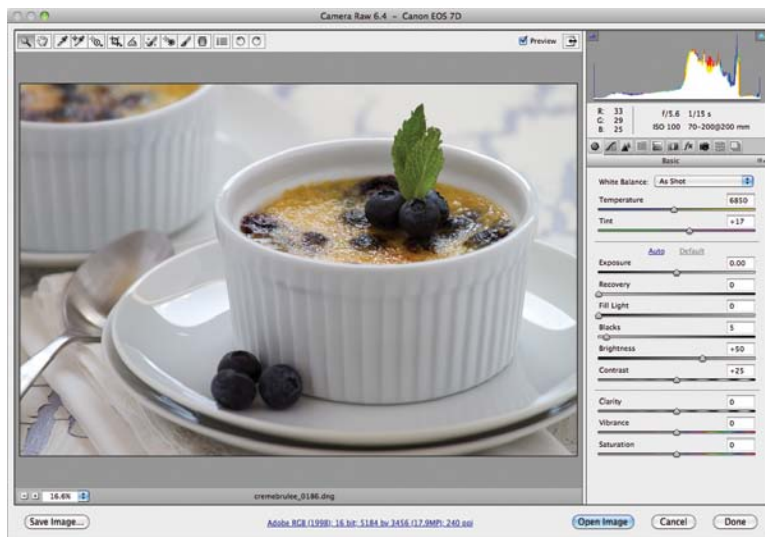 Camera Raw 6.4 – Canon EOS 7D
Preview
R: 33
G: 29
B: 25
f/5.6 1/15 s
ISO 100 70-200@200 mm
Basic
White Balance: As Shot
Temperature 6850
Tint +17
Auto Default
Exposure 0.00
Recovery 0
Fill Light 0
Blacks 5
Brightness +50
Contrast +25
Clarity 0
Vibrance 0
Saturation 0
16.6%
cremebrulee_0186.dng
Save Image...
Adobe RGB (1998); 16 bit; 5184 by 3456 (17.9MP); 240 ppi
Open Image
Cancel
Done